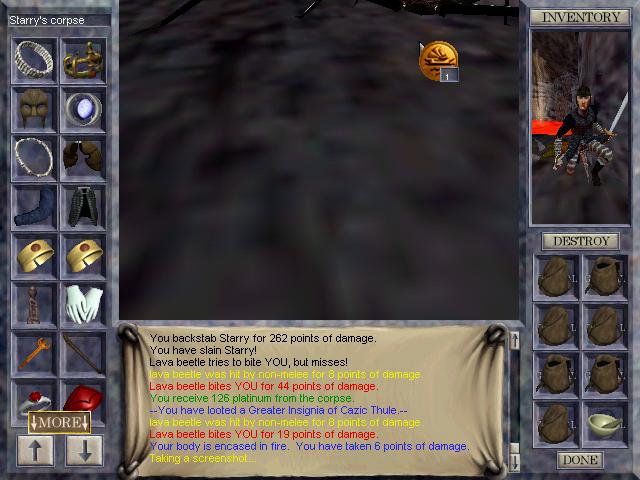 Starry's corpse
INVENTORY
1
DESTROY
You backstab Starry for 262 points of damage.
You have slain Starry!
Lava beetle tries to bite YOU, but misses!
lava beetle was hit by non-melee for 8 points of damage.
Lava beetle bites YOU for 44 points of damage.
You receive 126 platinum from the corpse.
--You have looted a Greater Insignia of Cazic Thule.--
lava beetle was hit by non-melee for 8 points of damage.
Lava beetle bites YOU for 19 points of damage.
Your body is encased in fire.  You have taken 6 points of damage.
Taking a screenshot...
MORE
DONE